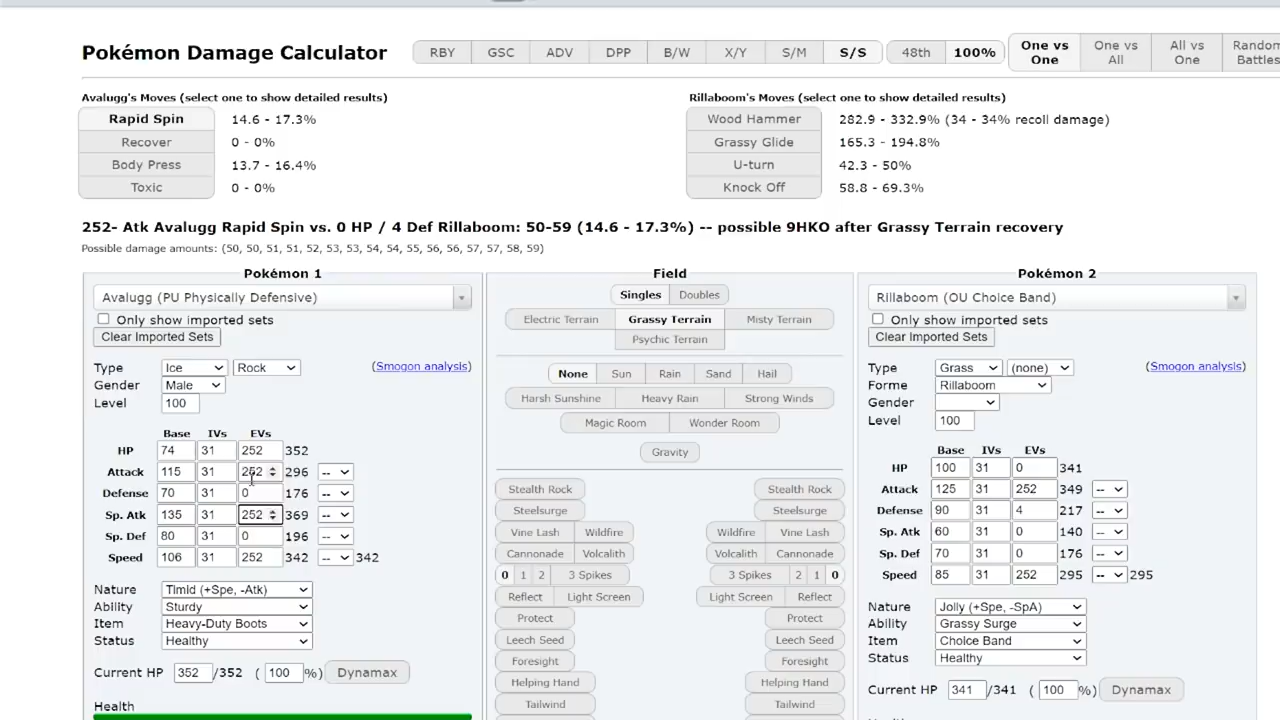 Pokémon Damage Calculator RBY GSC ADV DPP B/W X/Y S/M S/S 48th 100% One vs One One vs All All vs One Random Battles
Avalugg's Moves (select one to show detailed results) Rillaboom's Moves (select one to show detailed results)
Rapid Spin 14.6 - 17.3% Wood Hammer 282.9 - 332.9% (34 - 34% recoil damage)
Recover 0 - 0% Grassy Glide 165.3 - 194.8%
Body Press 13.7 - 16.4% U-turn 42.3 - 50%
Toxic 0 - 0% Knock Off 58.8 - 69.3%
252- Atk Avalugg Rapid Spin vs. 0 HP / 4 Def Rillaboom: 50-59 (14.6 - 17.3%) -- possible 9HKO after Grassy Terrain recovery
Possible damage amounts: (50, 50, 51, 51, 52, 53, 53, 54, 54, 55, 56, 56, 57, 57, 58, 59)
Pokémon 1
Avalugg (PU Physically Defensive)
Only show imported sets
Clear Imported Sets
Type Ice Rock (Smogon analysis)
Gender Male
Level 100
Base IVs EVs
HP 74 31 252 352
Attack 115 31 252 296 --
Defense 70 31 0 176 --
Sp. Atk 135 31 252 369 --
Sp. Def 80 31 0 196 --
Speed 106 31 252 342 -- 342
Nature Timid (+Spe, -Atk)
Ability Sturdy
Item Heavy-Duty Boots
Status Healthy
Current HP 352 /352 ( 100 %) Dynamax
Health
Field
Singles Doubles
Electric Terrain Grassy Terrain Misty Terrain
Psychic Terrain
None Sun Rain Sand Hail
Harsh Sunshine Heavy Rain Strong Winds
Magic Room Wonder Room
Gravity
Stealth Rock Stealth Rock
Steelsurge Steelsurge
Vine Lash Wildfire Wildfire Vine Lash
Cannonade Volcalith Volcalith Cannonade
0 1 2 3 Spikes 3 Spikes 2 1 0
Reflect Light Screen Light Screen Reflect
Protect Protect
Leech Seed Leech Seed
Foresight Foresight
Helping Hand Helping Hand
Tailwind Tailwind
Pokémon 2
Rillaboom (OU Choice Band)
Only show imported sets
Clear Imported Sets
Type Grass (none) (Smogon analysis)
Forme Rillaboom
Gender
Level 100
Base IVs EVs
HP 100 31 0 341
Attack 125 31 252 349 --
Defense 90 31 4 217 --
Sp. Atk 60 31 0 140 --
Sp. Def 70 31 0 176 --
Speed 85 31 252 295 -- 295
Nature Jolly (+Spe, -SpA)
Ability Grassy Surge
Item Choice Band
Status Healthy
Current HP 341 /341 ( 100 %) Dynamax